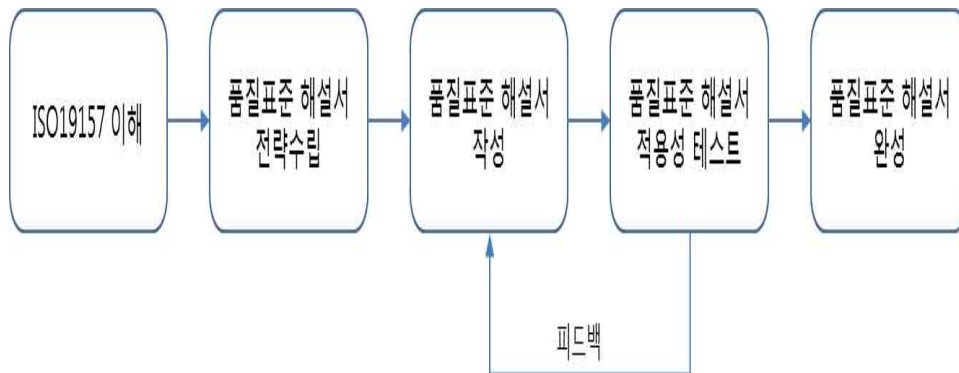 ISO19157 이해
품질표준 해설서
전략수립
품질표준 해설서
작성
품질표준 해설서
적용성 테스트
품질표준 해설서
완성
피드백